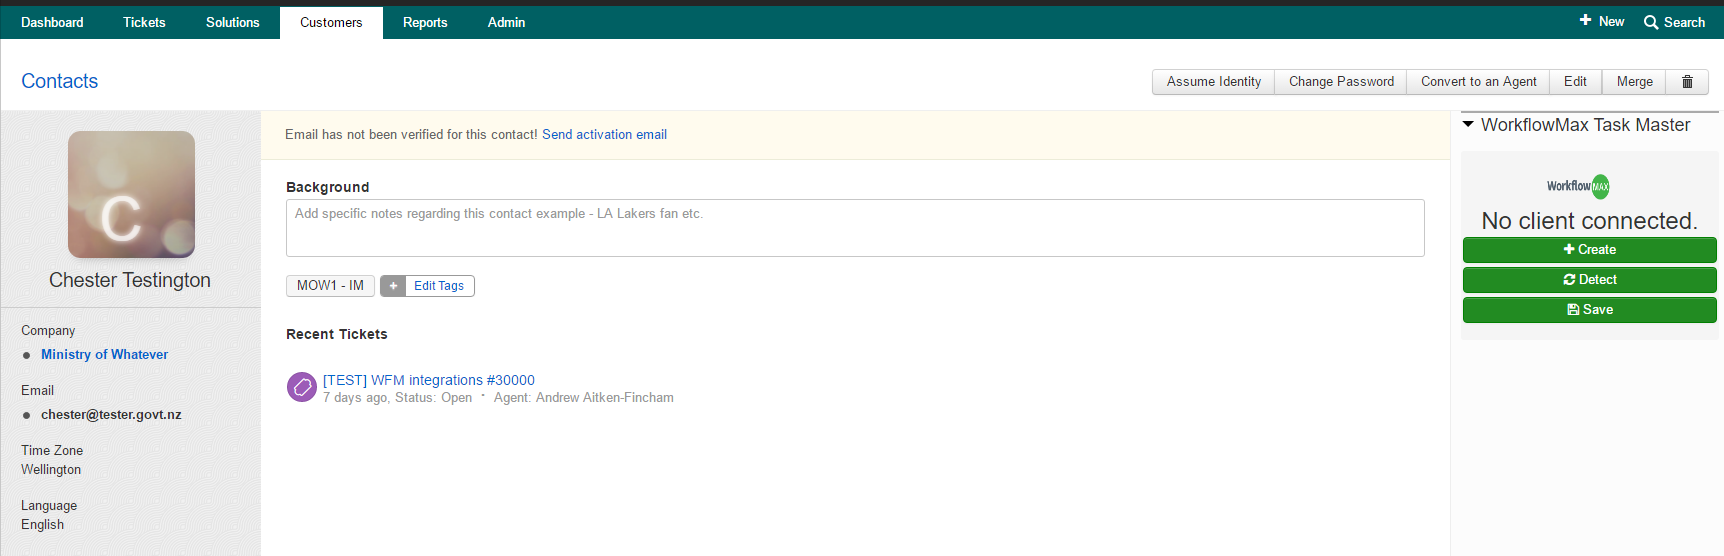 Dashboard Tickets Solutions Customers Reports Admin New Search
Contacts
Assume Identity Change Password Convert to an Agent Edit Merge
C
Chester Testington
Company
Ministry of Whatever
Email
chester@tester.govt.nz
Time Zone
Wellington
Language
English
Email has not been verified for this contact! Send activation email
Background
Add specific notes regarding this contact example - LA Lakers fan etc.
MOW1 - IM + Edit Tags
Recent Tickets
[TEST] WFM integrations #30000
7 days ago, Status: Open · Agent: Andrew Aitken-Fincham
WorkflowMax Task Master
Workflow MAX
No client connected.
Create
Detect
Save